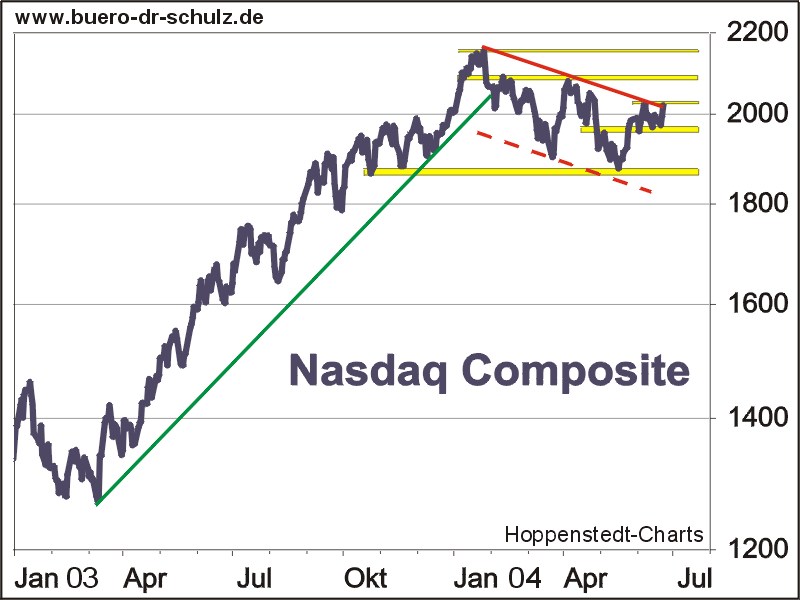 www.buero-dr-schulz.de
2200
2000
1800
1600
Nasdaq Composite
1400
Hoppenstedt-Charts
1200
Jan 03 Apr Jul Okt Jan 04 Apr Jul